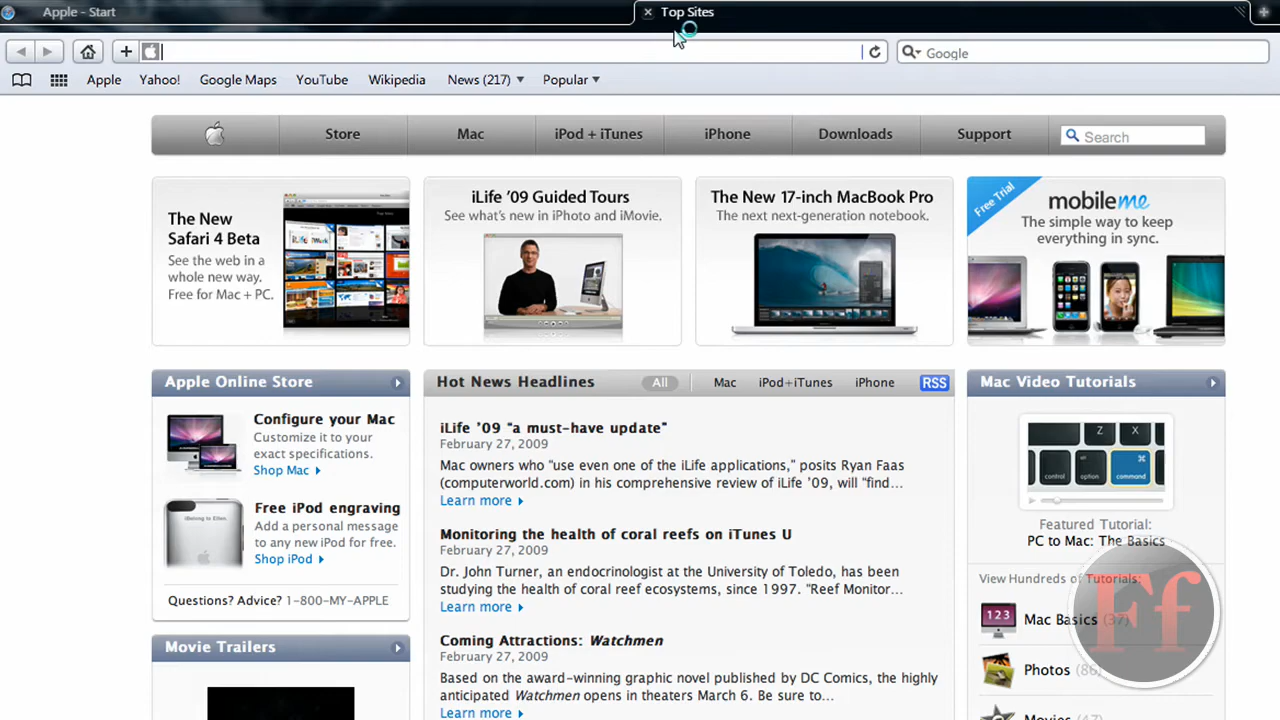 Apple - Start
Top Sites
Google
Apple
Yahoo!
Google Maps
YouTube
Wikipedia
News (217)
Popular
Store
Mac
iPod + iTunes
iPhone
Downloads
Support
Search
The New
Safari 4 Beta
See the web in a
whole new way.
Free for Mac + PC.
iLife ’09 Guided Tours
See what’s new in iPhoto and iMovie.
The New 17-inch MacBook Pro
The next next-generation notebook.
Free Trial
mobileme
The simple way to keep
everything in sync.
Apple Online Store
Configure your Mac
Customize it to your
exact specifications.
Shop Mac
Free iPod engraving
Add a personal message
to any new iPod for free.
Shop iPod
Questions? Advice? 1-800-MY-APPLE
Movie Trailers
Hot News Headlines
All
Mac
iPod+iTunes
iPhone
RSS
iLife ’09 “a must-have update”
February 27, 2009
Mac owners who “use even one of the iLife applications,” posits Ryan Faas
(computerworld.com) in his comprehensive review of iLife ’09, will “find...
Learn more
Monitoring the health of coral reefs on iTunes U
February 27, 2009
Dr. John Turner, an endocrinologist at the University of Toledo, has been
studying the health of coral reef ecosystems, since 1997. “Reef Monitor...
Learn more
Coming Attractions: Watchmen
February 27, 2009
Based on the award-winning graphic novel published by DC Comics, the highly
anticipated Watchmen opens in theaters March 6. Be sure to...
Learn more
Mac Video Tutorials
Z
X
control
option
command
Featured Tutorial:
PC to Mac: The Basics
View Hundreds of Tutorials:
123
Mac Basics (37)
Photos (86)
Ff